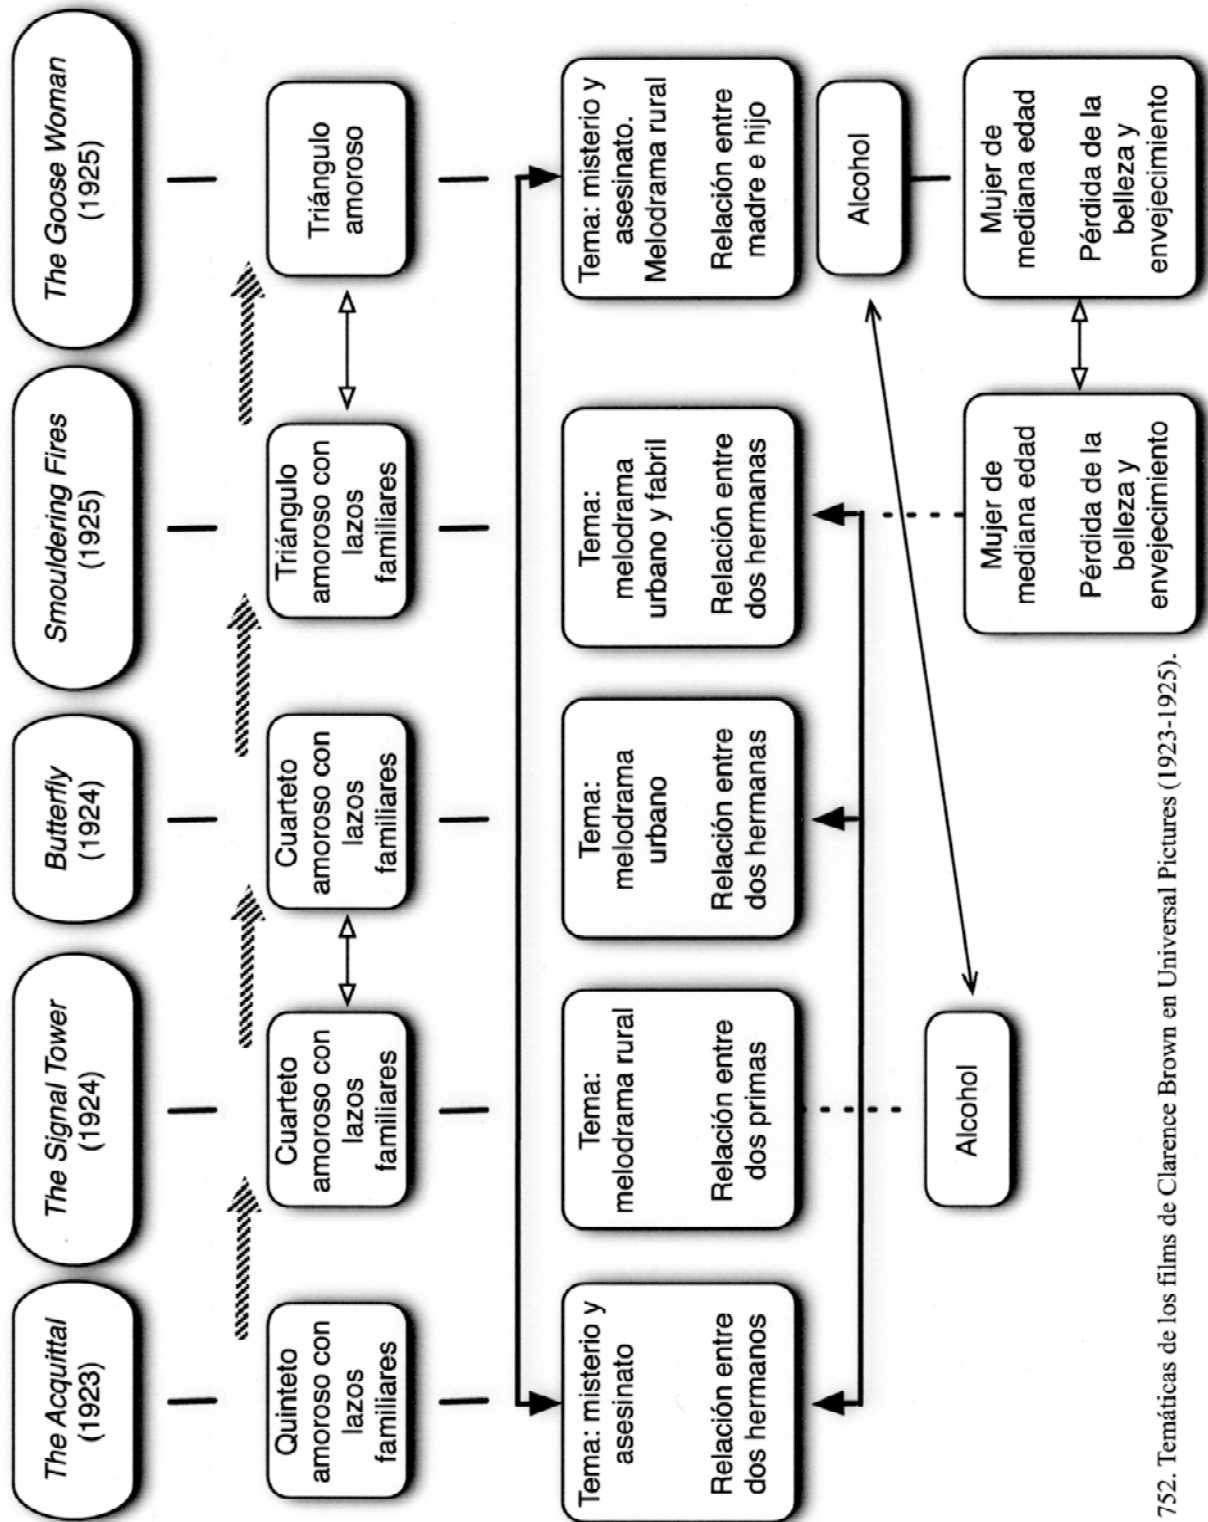 The Acquittal
(1923)
The Signal Tower
(1924)
Butterfly
(1924)
Smouldering Fires
(1925)
The Goose Woman
(1925)
Quinteto
amoroso con
lazos
familiares
Cuarteto
amoroso con
lazos
familiares
Cuarteto
amoroso con
lazos
familiares
Triángulo
amoroso con
lazos
familiares
Triángulo
amoroso
Tema: misterio y
asesinato
Relación entre
dos hermanos
Tema:
melodrama rural
Relación entre
dos primas
Tema:
melodrama
urbano
Relación entre
dos hermanas
Tema:
melodrama
urbano y fabril
Relación entre
dos hermanas
Tema: misterio y
asesinato.
Melodrama rural
Relación entre
madre e hijo
Alcohol
Alcohol
Mujer de
mediana edad
Pérdida de la
belleza y
envejecimiento
Mujer de
mediana edad
Pérdida de la
belleza y
envejecimiento
752. Temáticas de los films de Clarence Brown en Universal Pictures (1923-1925).